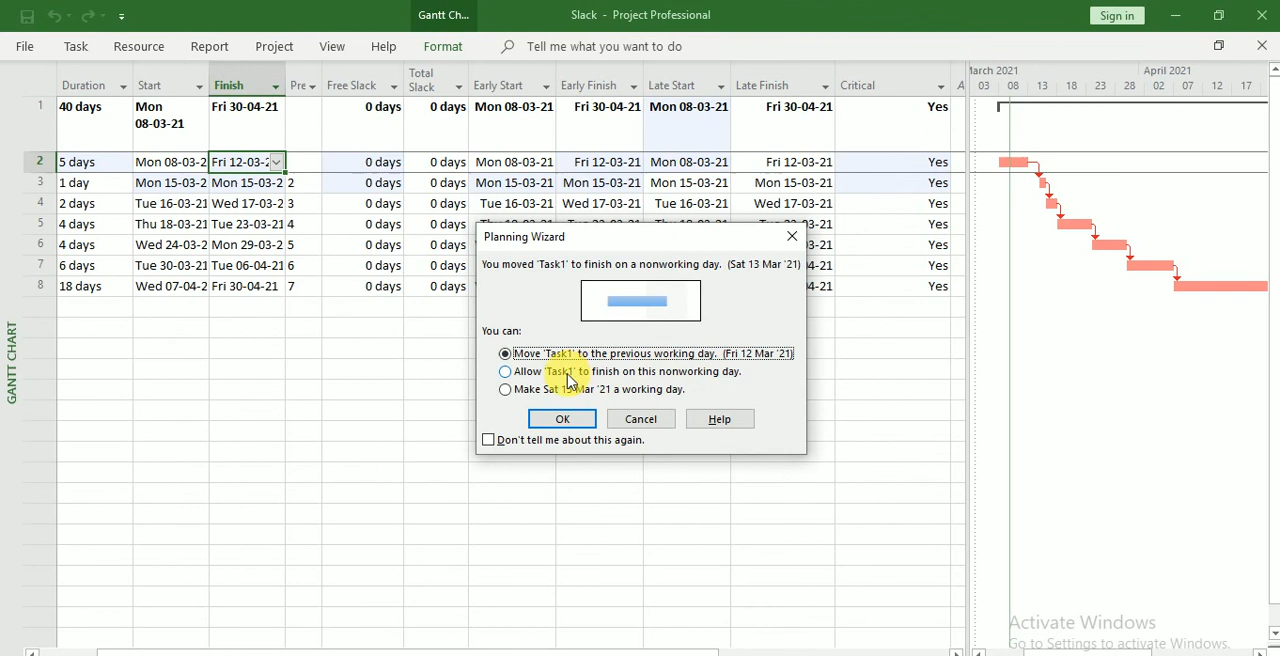 Gantt Ch...
Slack - Project Professional
Sign in
File Task Resource Report Project View Help Format Tell me what you want to do
Duration Start Finish Pre Free Slack Total Slack Early Start Early Finish Late Start Late Finish Critical A
March 2021 April 2021
03 08 13 18 23 28 02 07 12 17
1 40 days Mon 08-03-21 Fri 30-04-21 0 days 0 days Mon 08-03-21 Fri 30-04-21 Mon 08-03-21 Fri 30-04-21 Yes
2 5 days Mon 08-03-2 Fri 12-03-2 0 days 0 days Mon 08-03-21 Fri 12-03-21 Mon 08-03-21 Fri 12-03-21 Yes
3 1 day Mon 15-03-2 Mon 15-03-2 2 0 days 0 days Mon 15-03-21 Mon 15-03-21 Mon 15-03-21 Mon 15-03-21 Yes
4 2 days Tue 16-03-21 Wed 17-03-2 3 0 days 0 days Tue 16-03-21 Wed 17-03-21 Tue 16-03-21 Wed 17-03-21 Yes
5 4 days Thu 18-03-21 Tue 23-03-21 4 0 days 0 days 3-21 Yes
6 4 days Wed 24-03-2 Mon 29-03-2 5 0 days 0 days 3-21 Yes
7 6 days Tue 30-03-21 Tue 06-04-21 6 0 days 0 days 4-21 Yes
8 18 days Wed 07-04-2 Fri 30-04-21 7 0 days 0 days 4-21 Yes
GANTT CHART
Planning Wizard
You moved 'Task1' to finish on a nonworking day. (Sat 13 Mar '21)
You can:
Move 'Task1' to the previous working day. (Fri 12 Mar '21)
Allow 'Task1' to finish on this nonworking day.
Make Sat 13 Mar '21 a working day.
OK Cancel Help
Don't tell me about this again.
Activate Windows
Go to Settings to activate Windows.